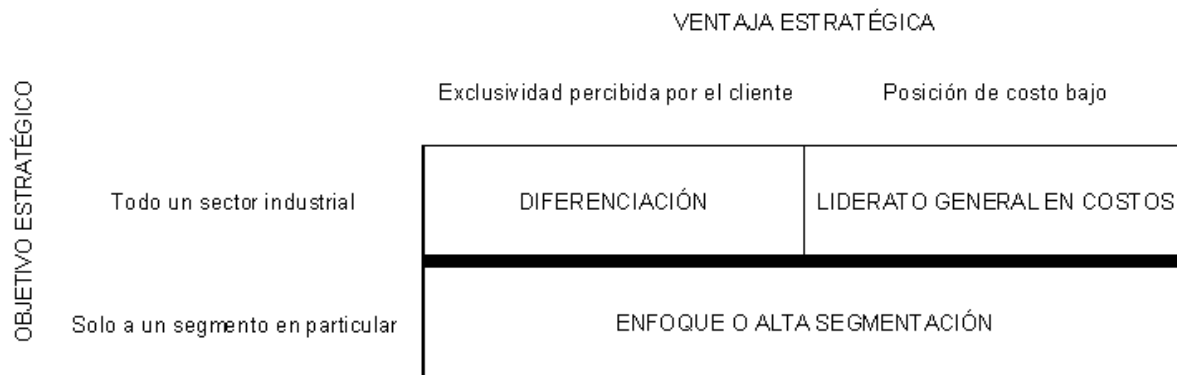 VENTAJA ESTRATÉGICA
Exclusividad percibida por el cliente
Posición de costo bajo
OBJETIVO ESTRATÉGICO
Todo un sector industrial
DIFERENCIACIÓN
LIDERATO GENERAL EN COSTOS
Solo a un segmento en particular
ENFOQUE O ALTA SEGMENTACIÓN